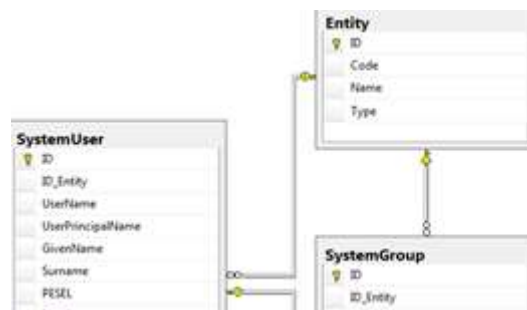 Entity
ID
Code
Name
Type
SystemUser
ID
ID_Entity
UserName
UserPrincipalName
GivenName
Surname
PESEL
SystemGroup
ID
ID_Entity